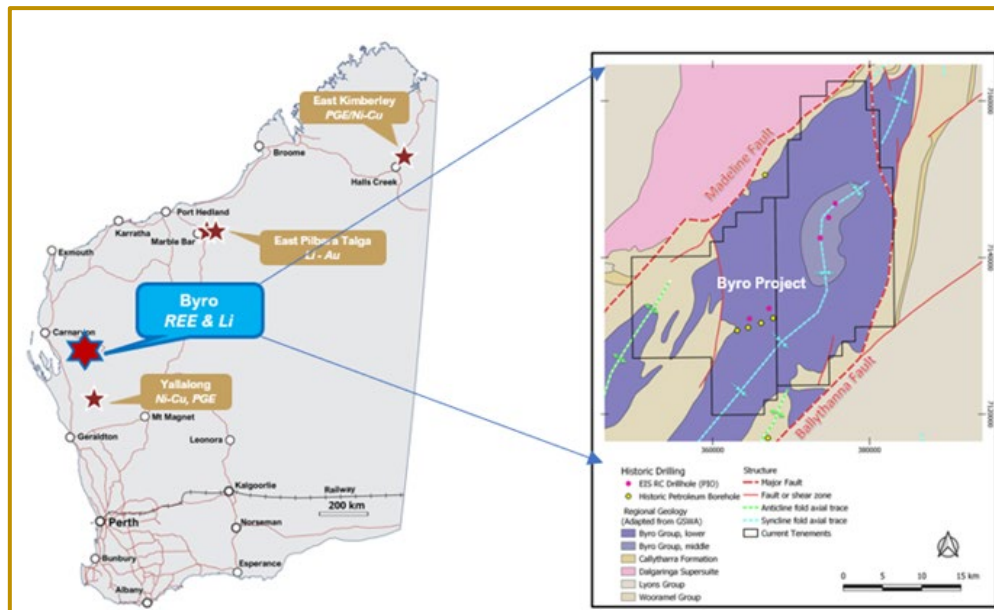 East Kimberley
PGE/Ni-Cu
Broome
Halls Creek
Port Hedland
Karratha
Marble Bar
Exmouth
East Pilbara Talga
Li - Au
Byro
REE & Li
Carnarvon
Yallalong
Ni-Cu, PGE
Mt Magnet
Geraldton
Leonora
Kalgoorlie
Railway
200 km
Perth
Norseman
Bunbury
Esperance
Albany
Madeline Fault
Byro Project
Ballythanna Fault
7160000
7140000
7120000
360000
380000
Historic Drilling
EIS RC Drillhole (PIO)
Historic Petroleum Borehole
Regional Geology
(Adapted from GSWA)
Byro Group, lower
Byro Group, middle
Callytharra Formation
Dalgaringa Supersuite
Lyons Group
Wooramel Group
Structure
Major Fault
Fault or shear zone
Anticline fold axial trace
Syncline fold axial trace
Current Tenements
0 5 10 15 km